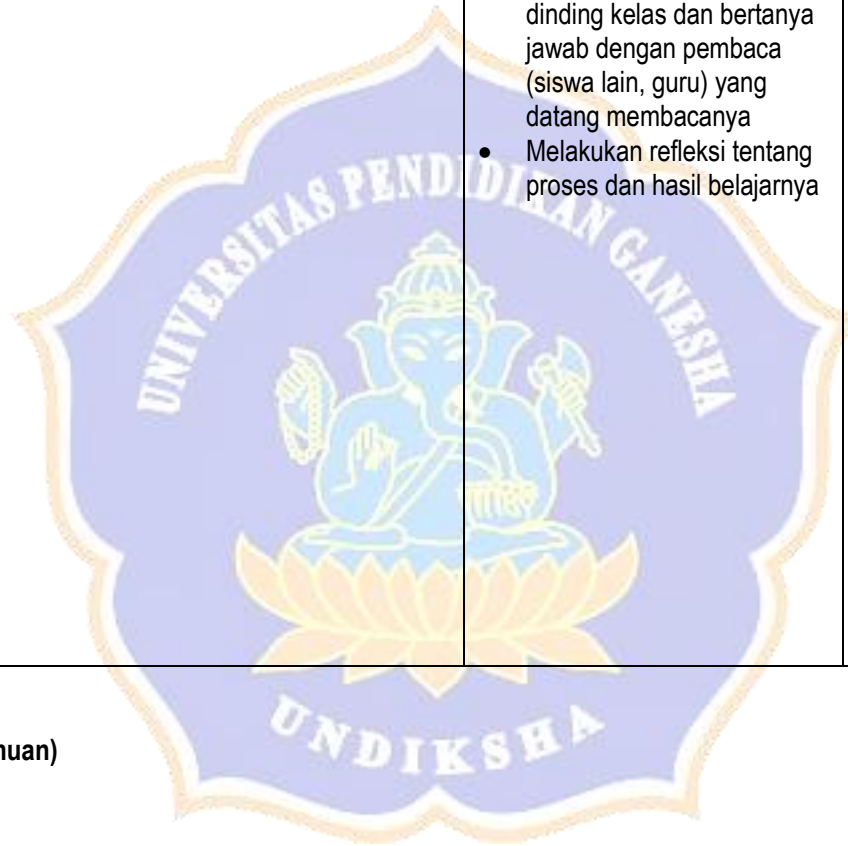 dinding kelas dan bertanya
jawab dengan pembaca
(siswa lain, guru) yang
datang membacanya
• Melakukan refleksi tentang
proses dan hasil belajarnya
UNIVERSITAS PENDIDIKAN GANESHA
UNDIKSHA
nuan)